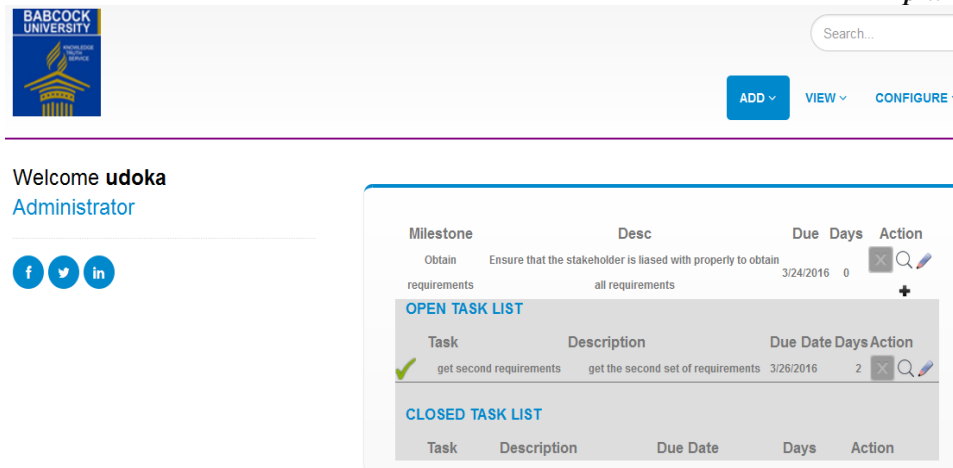 BABCOCK
UNIVERSITY
KNOWLEDGE
TRUTH
SERVICE
Search...
ADD VIEW CONFIGURE
Welcome udoka
Administrator
Milestone Desc Due Days Action
Obtain requirements Ensure that the stakeholder is liased with properly to obtain all requirements 3/24/2016 0 X
OPEN TASK LIST
Task Description Due Date Days Action
get second requirements get the second set of requirements 3/26/2016 2 X
CLOSED TASK LIST
Task Description Due Date Days Action